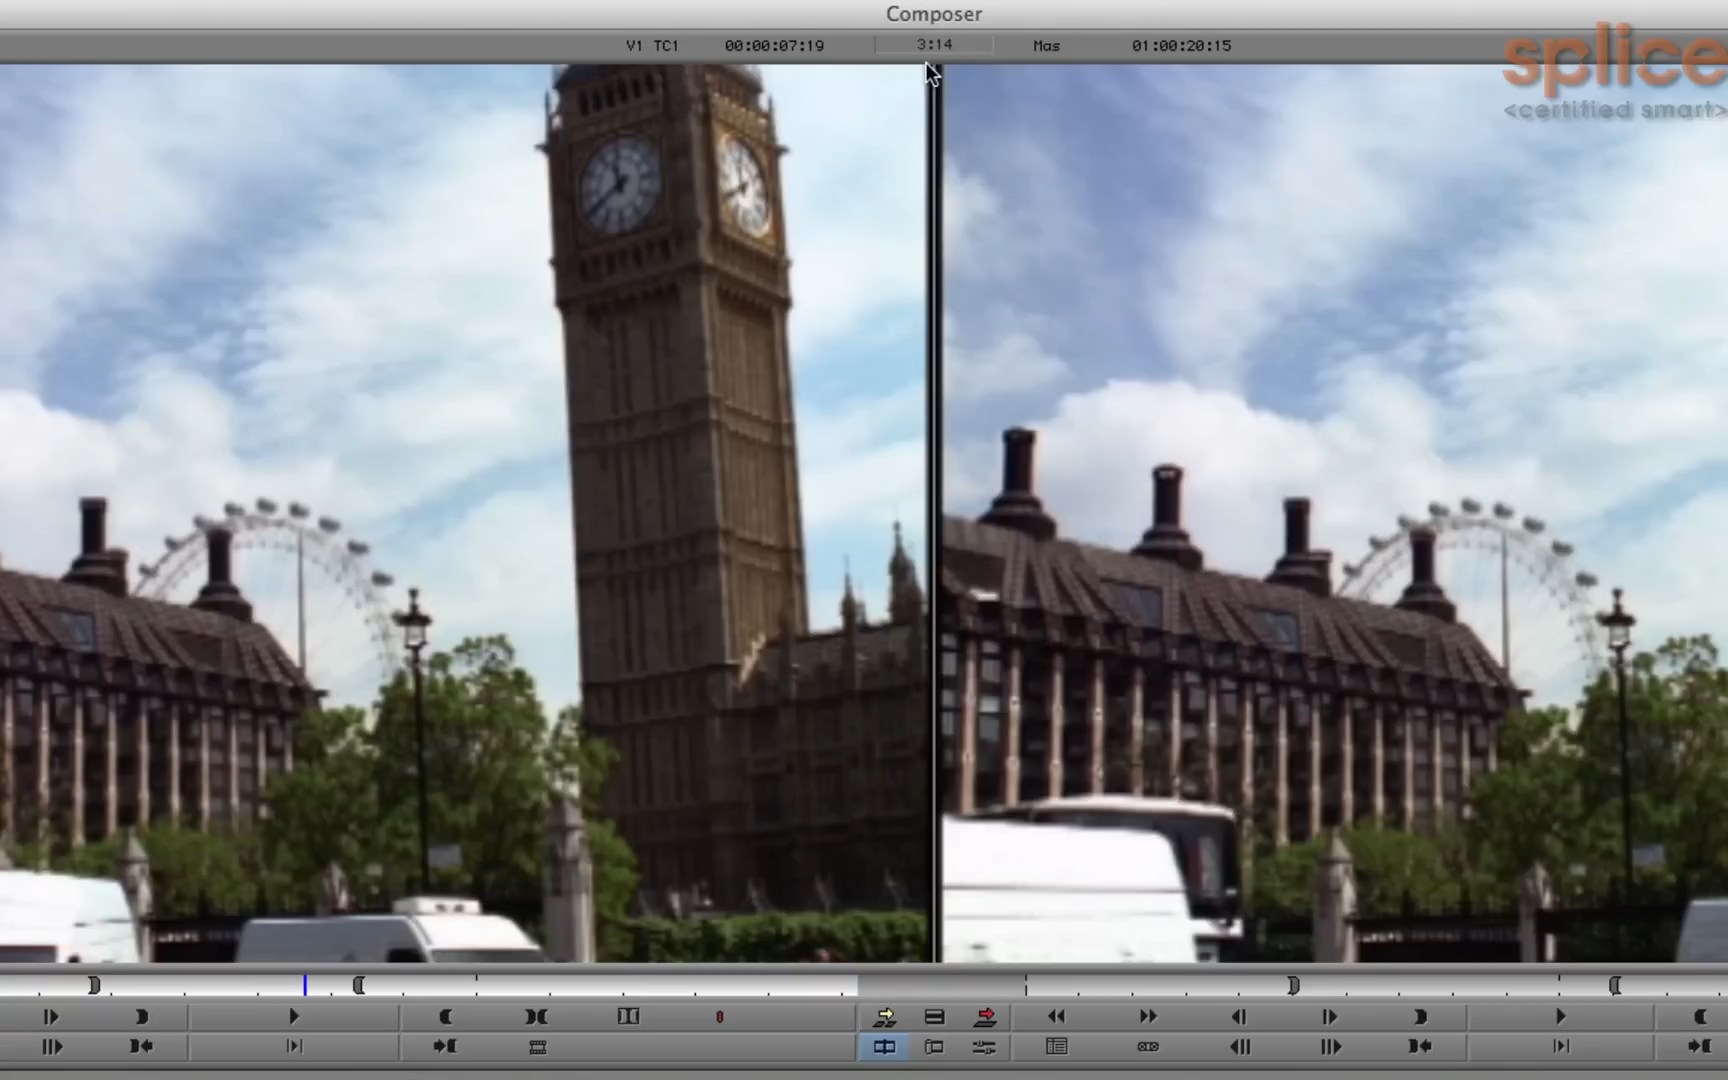 Composer
V1 TC1 00:00:07:19 3:14 Mas 01:00:20:15
splice
<certified smart>